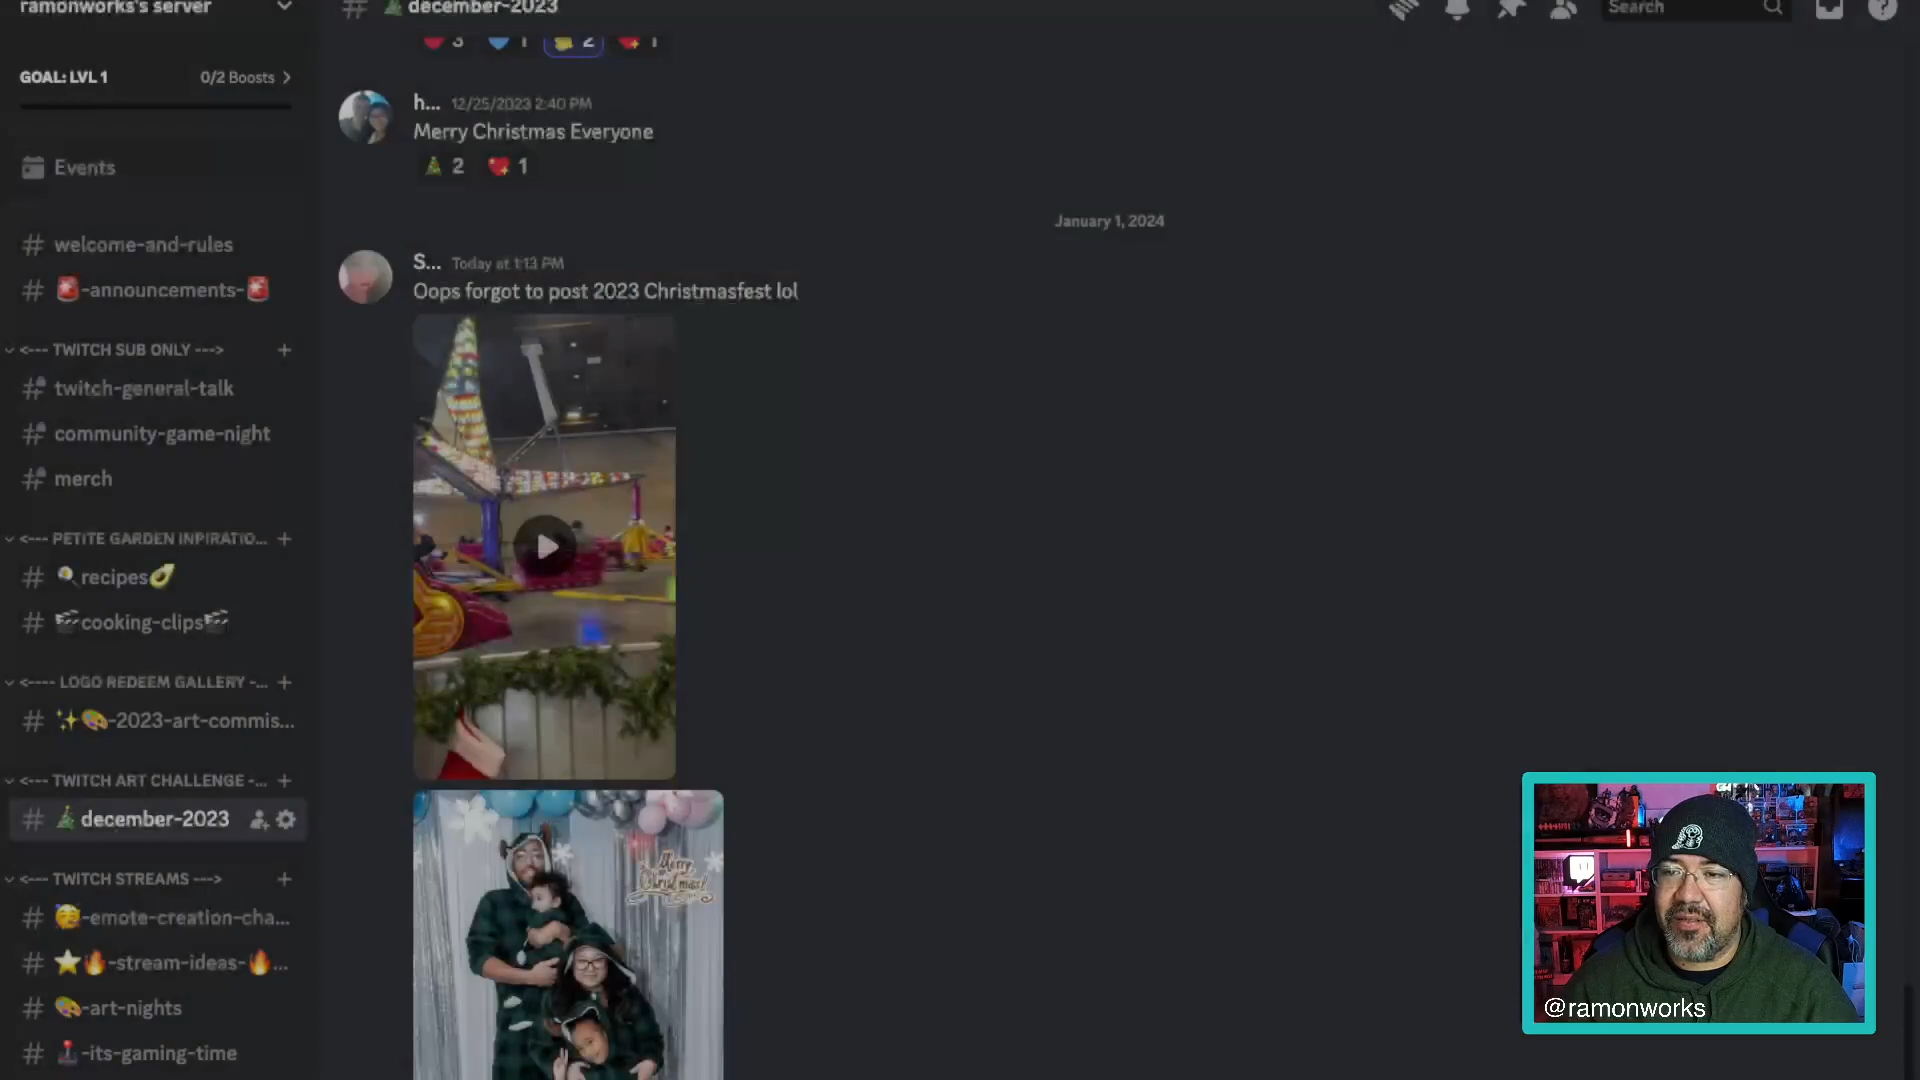 ramonworks's server
december-2023
Search
GOAL: LVL 1
0/2 Boosts
Events
welcome-and-rules
-announcements-
<--- TWITCH SUB ONLY --->
twitch-general-talk
community-game-night
merch
<--- PETITE GARDEN INPIRATIO...
recipes
cooking-clips
<---- LOGO REDEEM GALLERY -...
-2023-art-commis...
<--- TWITCH ART CHALLENGE -...
december-2023
<--- TWITCH STREAMS --->
-emote-creation-cha...
-stream-ideas-...
-art-nights
-its-gaming-time
3 1 2 1
h... 12/25/2023 2:40 PM
Merry Christmas Everyone
2 1
January 1, 2024
S... Today at 1:13 PM
Oops forgot to post 2023 Christmasfest lol
Merry
Christmas!
@ramonworks